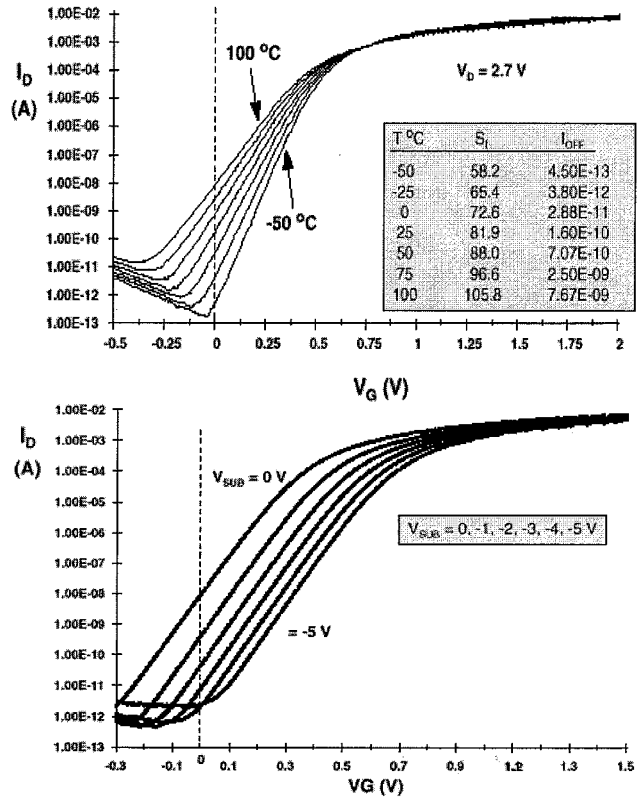 1.00E-02
1.00E-03
1.00E-04
1.00E-05
1.00E-06
1.00E-07
1.00E-08
1.00E-09
1.00E-10
1.00E-11
1.00E-12
1.00E-13
I_D
(A)
100 °C
-50 °C
V_D = 2.7 V
T °C S_t I_OFF
-50 58.2 4.50E-13
-25 65.4 3.80E-12
0 72.6 2.88E-11
25 81.9 1.60E-10
50 88.0 7.07E-10
75 96.6 2.50E-09
100 105.8 7.67E-09
-0.5 -0.25 0 0.25 0.5 0.75 1 1.25 1.5 1.75 2
V_G (V)
1.00E-02
1.00E-03
1.00E-04
1.00E-05
1.00E-06
1.00E-07
1.00E-08
1.00E-09
1.00E-10
1.00E-11
1.00E-12
1.00E-13
I_D
(A)
V_SUB = 0 V
V_SUB = 0, -1, -2, -3, -4, -5 V
= -5 V
-0.3 -0.1 0 0.1 0.3 0.5 0.7 0.9 1.1 1.3 1.5
VG (V)